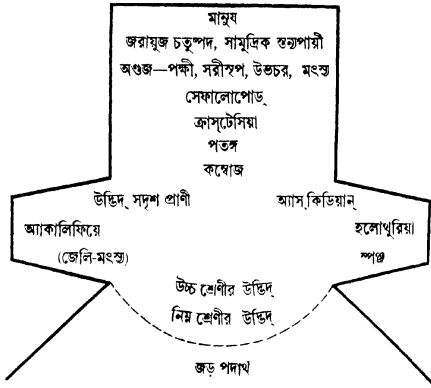 মানুষ
জরায়ুজ চতুষ্পদ, সামুদ্রিক স্তন্যপায়ী
অণ্ডজ—পক্ষী, সরীসৃপ, উভচর, মৎস্য
সেফালোপোড্
ক্রাস্টেসিয়া
পতঙ্গ
কম্বোজ
উদ্ভিদ্ সদৃশ প্রাণী আস্‌কিডিয়ান্
আকালিফিয়ে হলোথুরিয়া
(জেলি-মৎস্য) স্পঞ্জ
উচ্চ শ্রেণীর উদ্ভিদ্
নিম্ন শ্রেণীর উদ্ভিদ্
জড় পদার্থ